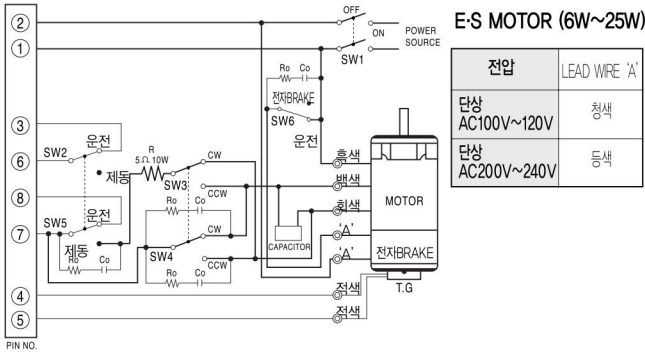 E·S MOTOR (6W~25W)
전압
LEAD WIRE 'A'
단상
AC100V~120V
청색
단상
AC200V~240V
등색
OFF
ON
POWER
SOURCE
SW1
2
1
3
6
8
7
4
5
PIN NO.
Ro Co
전자BRAKE
SW6
운전
SW2
운전
제동
R
5Ω 10W
SW3
CW
CCW
Ro Co
SW5
운전
제동
Ro Co
SW4
CW
CCW
Ro Co
CAPACITOR
흑색
백색
회색
'A'
'A'
적색
적색
MOTOR
전자BRAKE
T.G